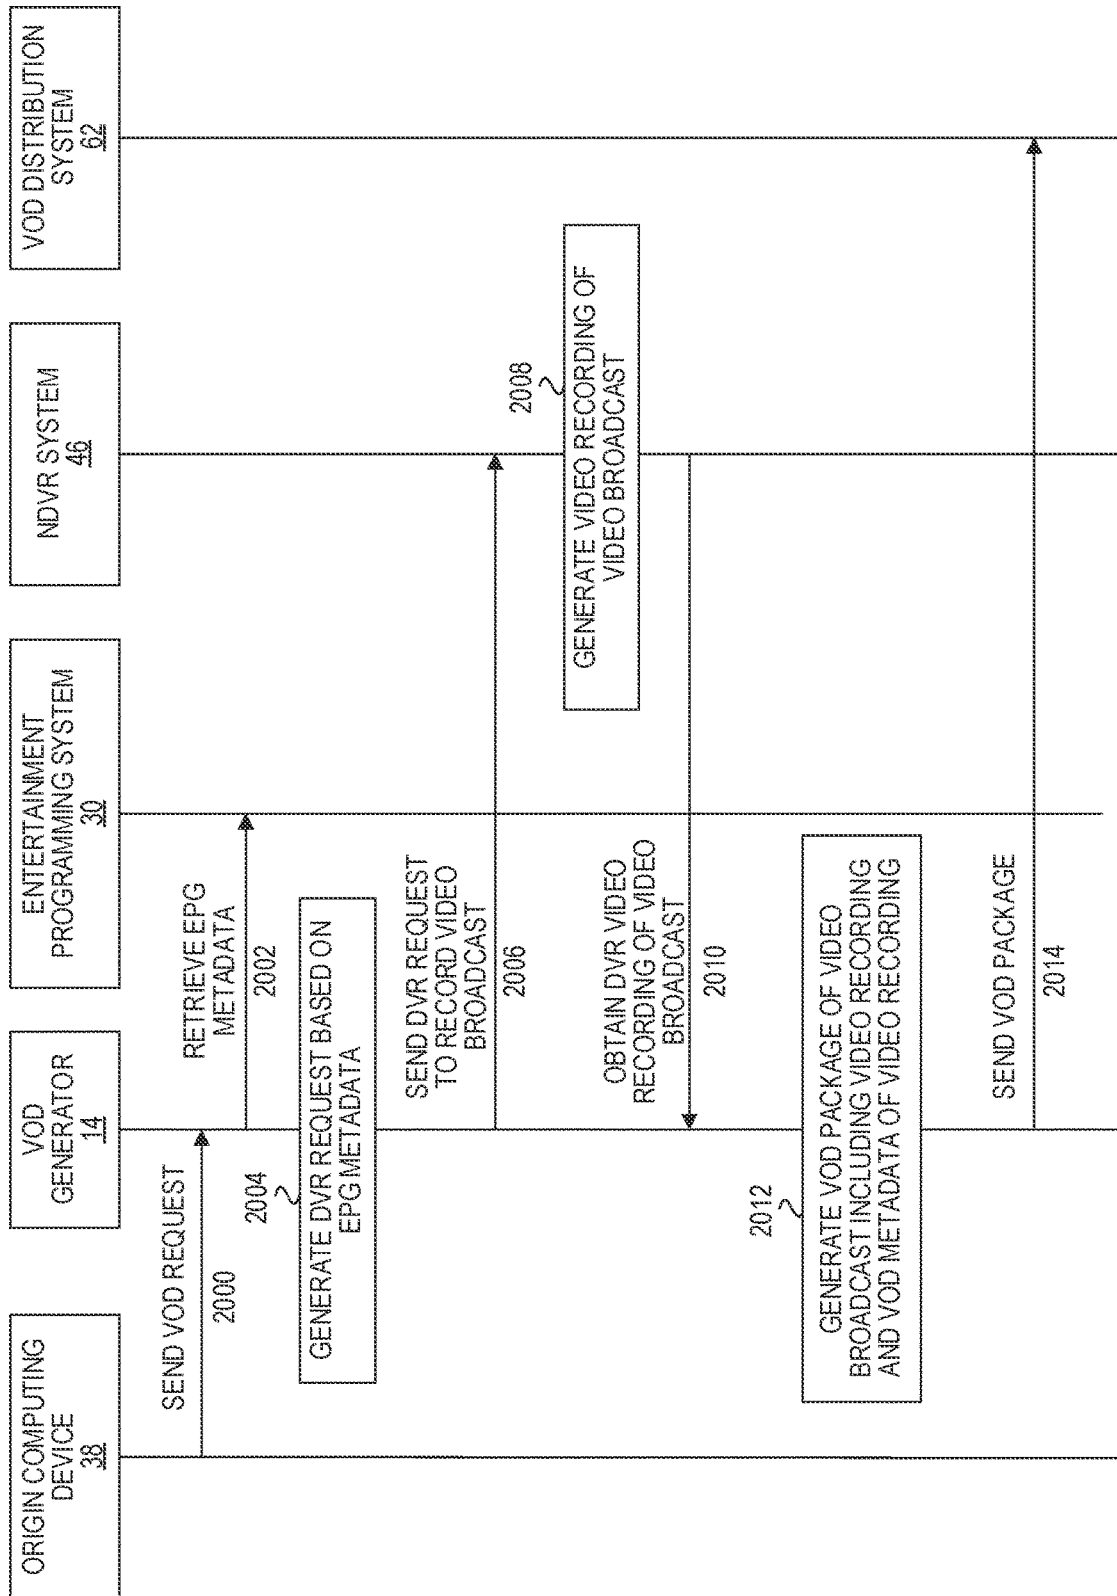 ORIGIN COMPUTING
DEVICE
38
VOD
GENERATOR
14
ENTERTAINMENT
PROGRAMMING SYSTEM
30
NDVR SYSTEM
46
VOD DISTRIBUTION
SYSTEM
62
SEND VOD REQUEST
2000
RETRIEVE EPG
METADATA
2002
2004
GENERATE DVR REQUEST BASED ON
EPG METADATA
SEND DVR REQUEST
TO RECORD VIDEO
BROADCAST
2006
2008
GENERATE VIDEO RECORDING OF
VIDEO BROADCAST
OBTAIN DVR VIDEO
RECORDING OF VIDEO
BROADCAST
2010
2012
GENERATE VOD PACKAGE OF VIDEO
BROADCAST INCLUDING VIDEO RECORDING
AND VOD METADATA OF VIDEO RECORDING
SEND VOD PACKAGE
2014